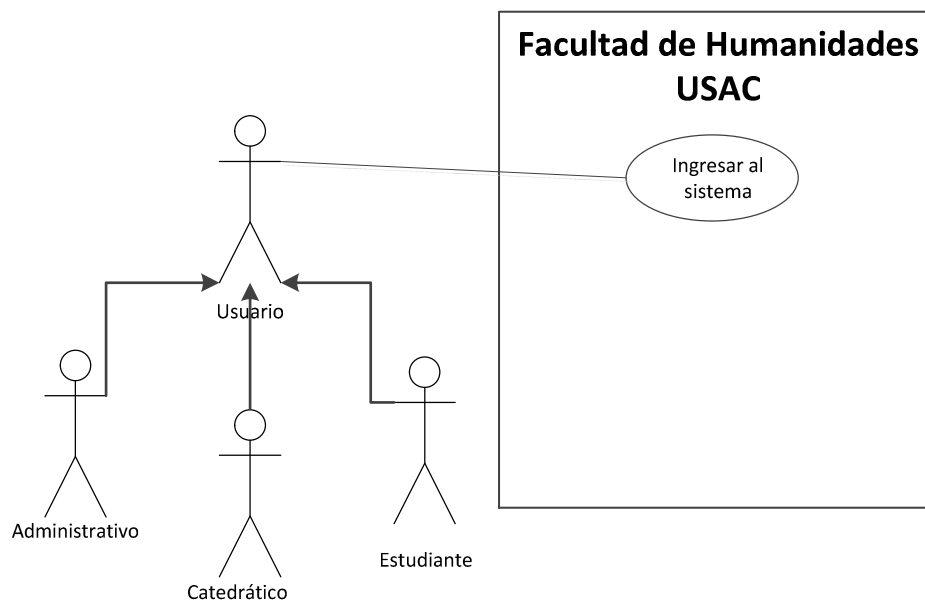 Facultad de Humanidades
USAC
Ingresar al
sistema
Usuario
Administrativo
Estudiante
Catedrático